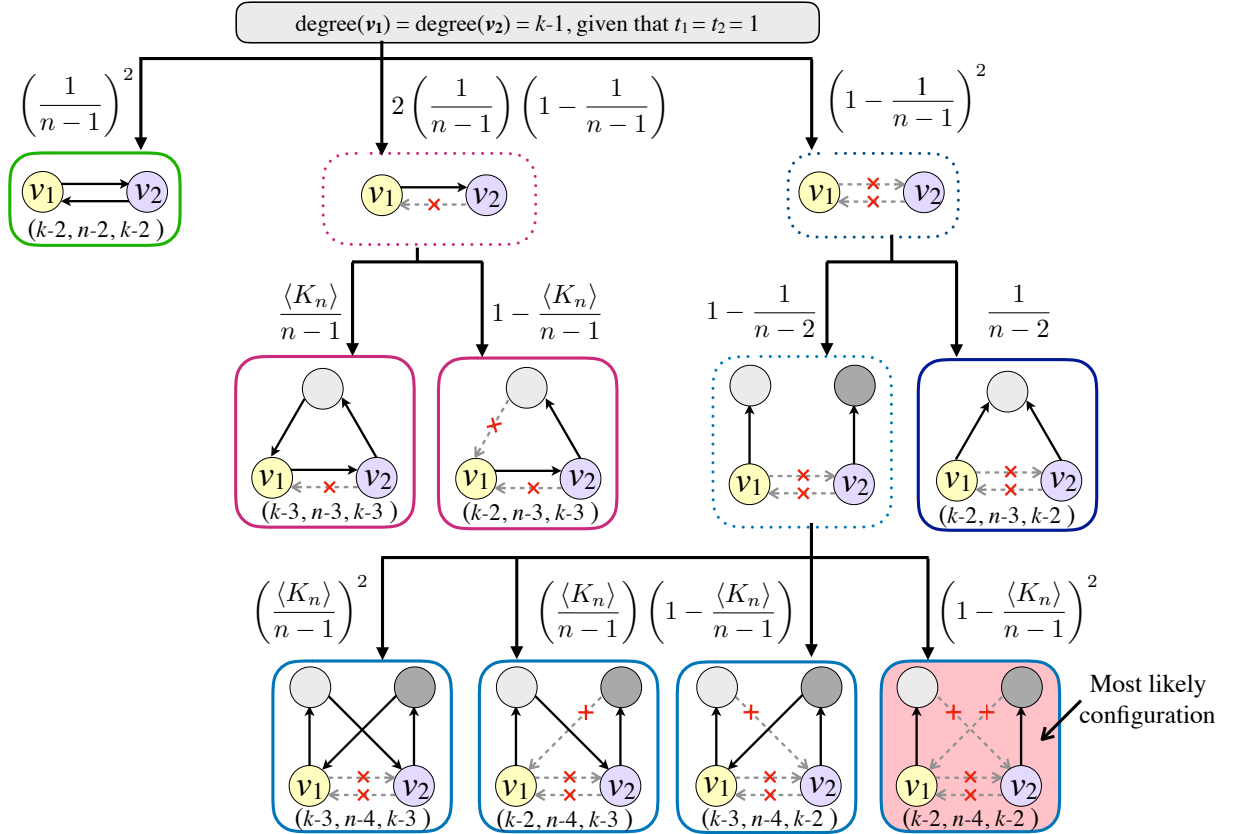 degree(v₁) = degree(v₂) = k-1, given that t₁ = t₂ = 1
(1/(n − 1))²
2 (1/(n − 1)) (1 − 1/(n − 1))
(1 − 1/(n − 1))²
v₁ v₂
(k-2, n-2, k-2)
v₁ v₂
v₁ v₂
⟨Kₙ⟩/(n − 1)
1 − ⟨Kₙ⟩/(n − 1)
1 − 1/(n − 2)
1/(n − 2)
v₁ v₂
(k-3, n-3, k-3)
v₁ v₂
(k-2, n-3, k-3)
v₁ v₂
v₁ v₂
(k-2, n-3, k-2)
(⟨Kₙ⟩/(n − 1))²
(⟨Kₙ⟩/(n − 1)) (1 − ⟨Kₙ⟩/(n − 1))
(1 − ⟨Kₙ⟩/(n − 1))²
v₁ v₂
(k-3, n-4, k-3)
v₁ v₂
(k-2, n-4, k-3)
v₁ v₂
(k-3, n-4, k-2)
v₁ v₂
(k-2, n-4, k-2)
Most likely
configuration